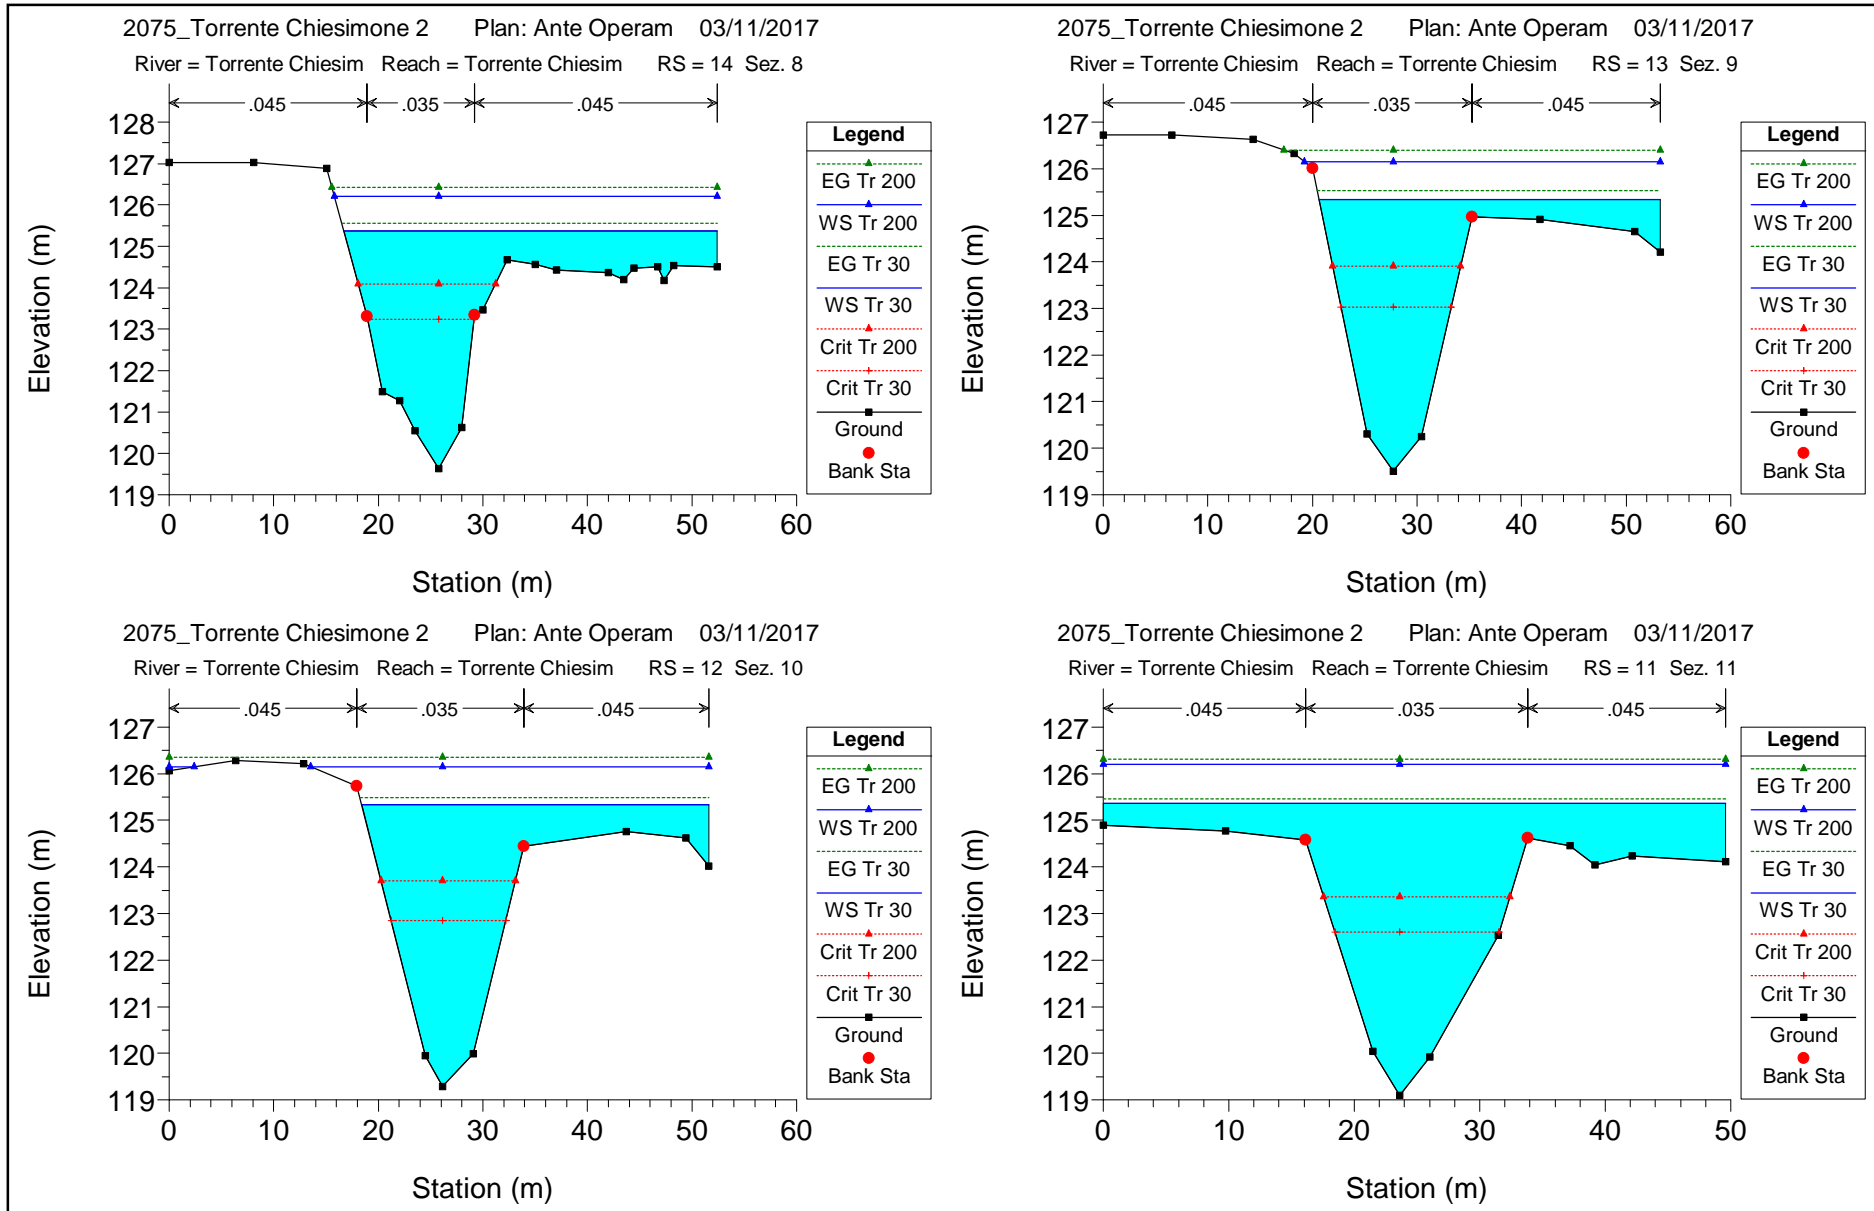 2075_Torrente Chiesimone 2 Plan: Ante Operam 03/11/2017
River = Torrente Chiesim Reach = Torrente Chiesim RS = 14 Sez. 8
.045 .035 .045
128
127
126
125
124
123
122
121
120
119
0 10 20 30 40 50 60
Elevation (m)
Station (m)
Legend
EG Tr 200
WS Tr 200
EG Tr 30
WS Tr 30
Crit Tr 200
Crit Tr 30
Ground
Bank Sta
2075_Torrente Chiesimone 2 Plan: Ante Operam 03/11/2017
River = Torrente Chiesim Reach = Torrente Chiesim RS = 13 Sez. 9
.045 .035 .045
127
126
125
124
123
122
121
120
119
0 10 20 30 40 50 60
Elevation (m)
Station (m)
Legend
EG Tr 200
WS Tr 200
EG Tr 30
WS Tr 30
Crit Tr 200
Crit Tr 30
Ground
Bank Sta
2075_Torrente Chiesimone 2 Plan: Ante Operam 03/11/2017
River = Torrente Chiesim Reach = Torrente Chiesim RS = 12 Sez. 10
.045 .035 .045
127
126
125
124
123
122
121
120
119
0 10 20 30 40 50 60
Elevation (m)
Station (m)
Legend
EG Tr 200
WS Tr 200
EG Tr 30
WS Tr 30
Crit Tr 200
Crit Tr 30
Ground
Bank Sta
2075_Torrente Chiesimone 2 Plan: Ante Operam 03/11/2017
River = Torrente Chiesim Reach = Torrente Chiesim RS = 11 Sez. 11
.045 .035 .045
127
126
125
124
123
122
121
120
119
0 10 20 30 40 50
Elevation (m)
Station (m)
Legend
EG Tr 200
WS Tr 200
EG Tr 30
WS Tr 30
Crit Tr 200
Crit Tr 30
Ground
Bank Sta